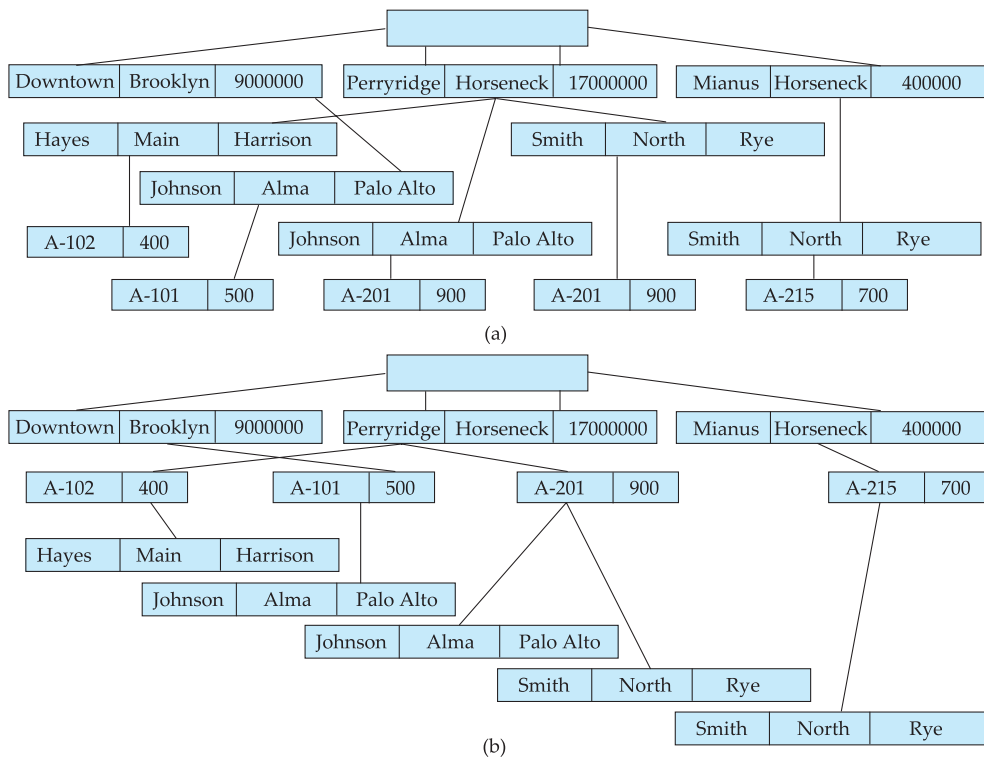 Downtown Brooklyn 9000000 Perryridge Horseneck 17000000 Mianus Horseneck 400000
Hayes Main Harrison Smith North Rye
Johnson Alma Palo Alto
A-102 400 Johnson Alma Palo Alto Smith North Rye
A-101 500 A-201 900 A-201 900 A-215 700
(a)
Downtown Brooklyn 9000000 Perryridge Horseneck 17000000 Mianus Horseneck 400000
A-102 400 A-101 500 A-201 900 A-215 700
Hayes Main Harrison
Johnson Alma Palo Alto
Johnson Alma Palo Alto
Smith North Rye
Smith North Rye
(b)